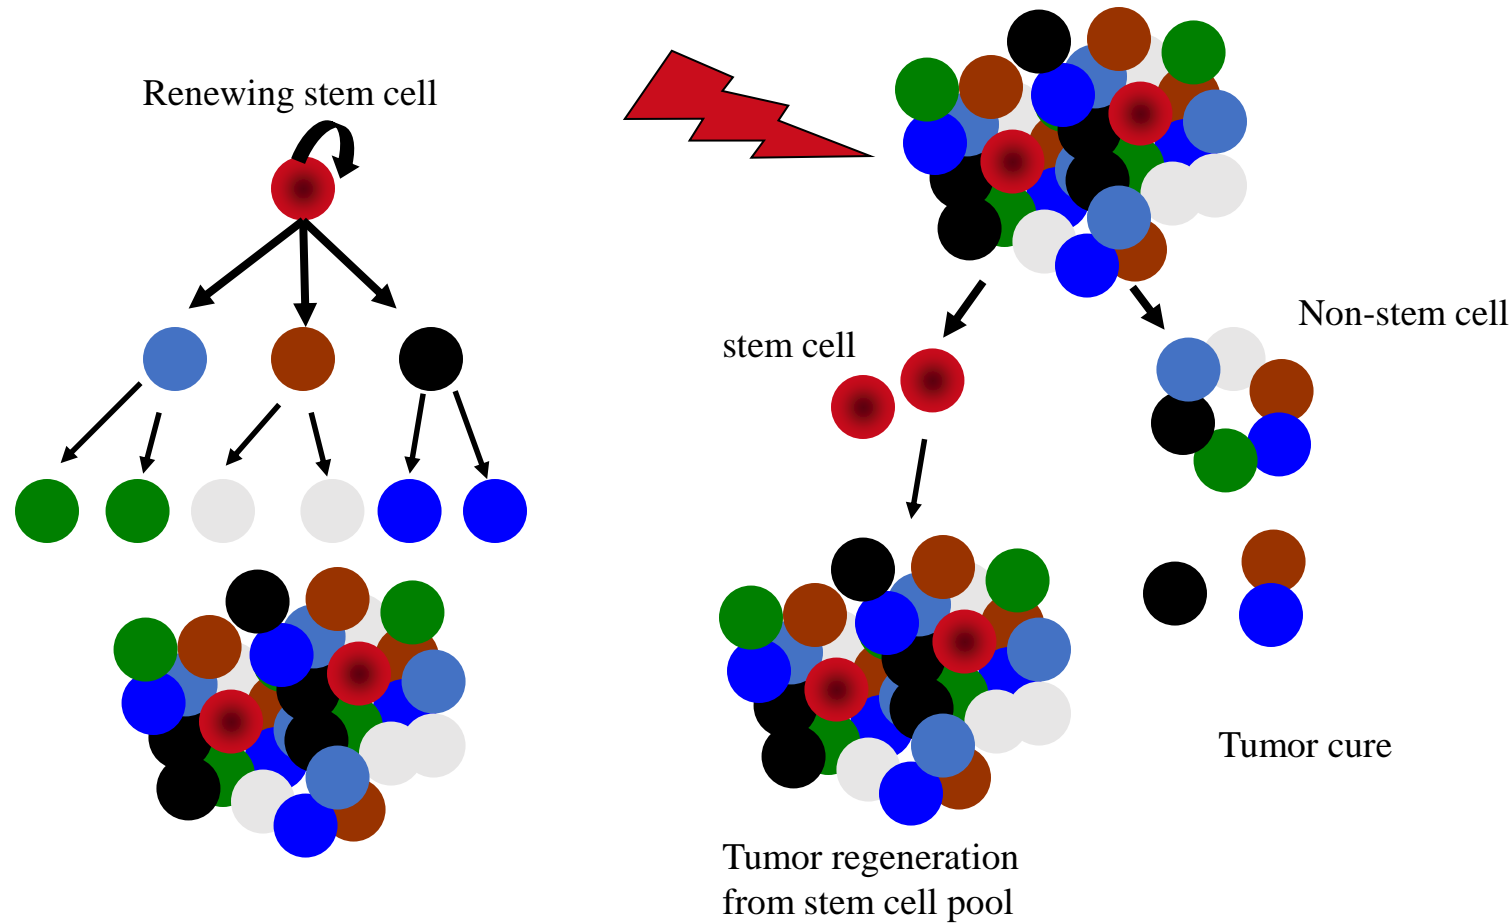 Renewing stem cell
Non-stem cell
stem cell
Tumor cure
Tumor regeneration
from stem cell pool